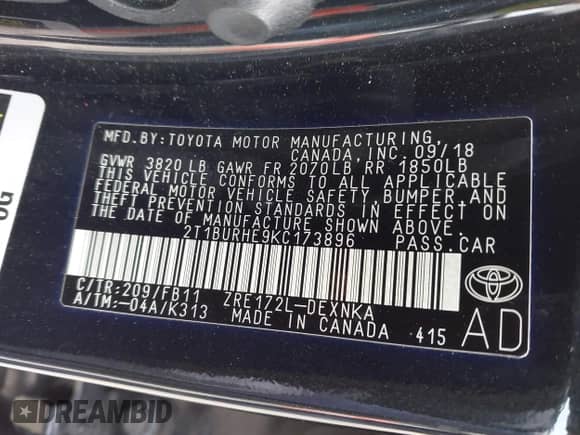 MFD.BY:TOYOTA MOTOR MANUFACTURING,
CANADA, INC. 09/18
GVWR 3820 LB GAWR FR 2070LB RR 1850LB
THIS VEHICLE CONFORMS TO ALL APPLICABLE
FEDERAL MOTOR VEHICLE SAFETY, BUMPER, AND
THEFT PREVENTION STANDARDS IN EFFECT ON
THE DATE OF MANUFACTURE SHOWN ABOVE.
2T1BURHE9KC173896 PASS.CAR
C/TR:209/FB11 ZRE172L-DEXNKA
A/TM:-04A/K313 MADE IN CANADA 415
TOYOTA
AD
OG
DREAMBID